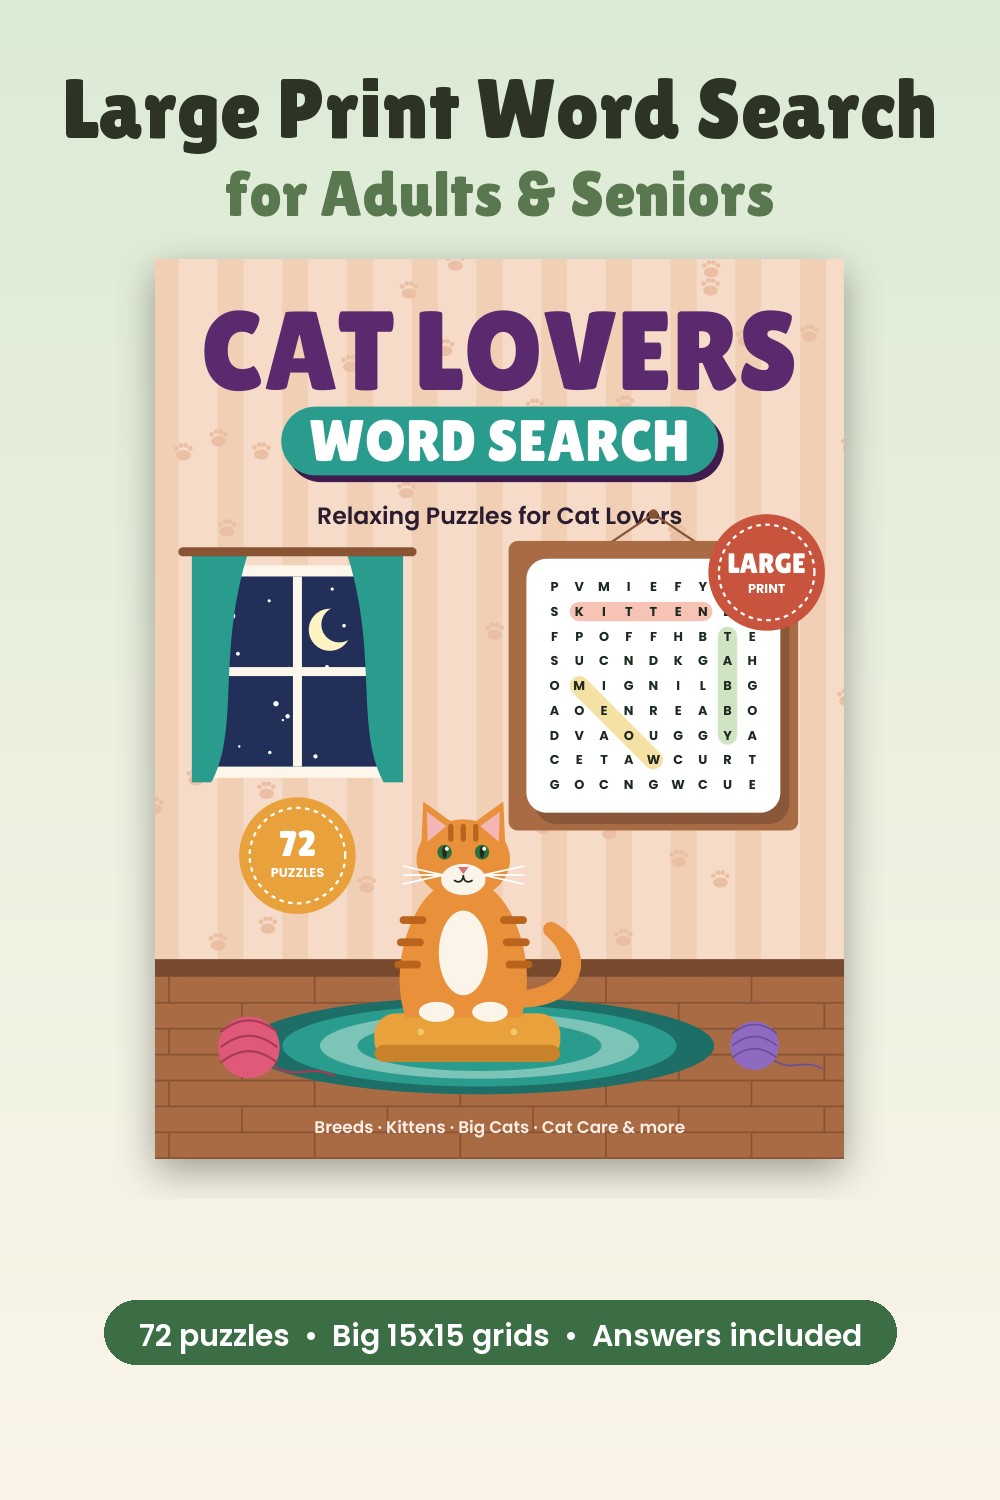 Large Print Word Search
for Adults & Seniors
CAT LOVERS
WORD SEARCH
Relaxing Puzzles for Cat Lovers
LARGE
PRINT
P V M I E F Y
S K I T T E N
F P O F F H B T E
S U C N D K G A H
O M I G N I L B G
A O E N R E A B O
D V A O U G G Y A
C E T A W C U R T
G O C N G W C U E
72
PUZZLES
Breeds · Kittens · Big Cats · Cat Care & more
72 puzzles • Big 15x15 grids • Answers included